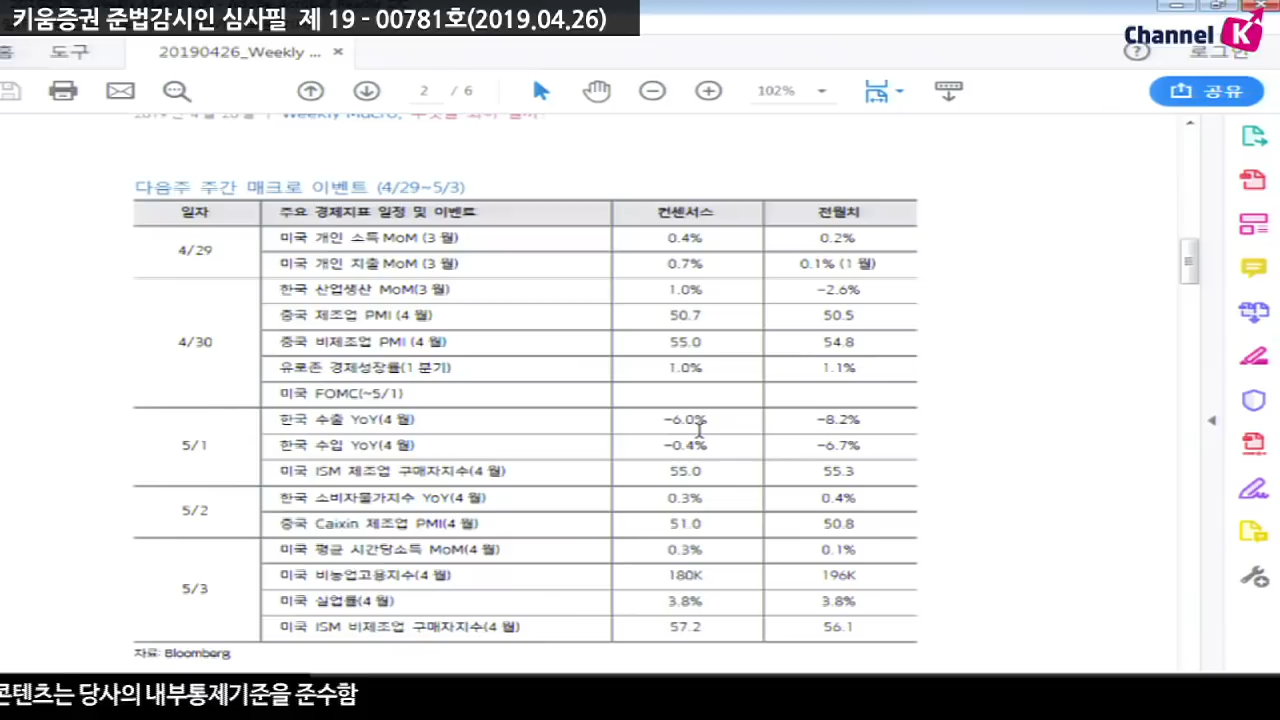 키움증권 준법감시인 심사필 제 19 - 00781호(2019.04.26)
Channel K
홈 도구 20190426_Weekly ... × ? 로그인
2 / 6 102% 공유
다음주 주간 매크로 이벤트 (4/29~5/3)
일자 주요 경제지표 일정 및 이벤트 컨센서스 전월치
4/29 미국 개인 소득 MoM (3 월) 0.4% 0.2%
미국 개인 지출 MoM (3 월) 0.7% 0.1% (1 월)
4/30 한국 산업생산 MoM(3 월) 1.0% -2.6%
중국 제조업 PMI (4 월) 50.7 50.5
중국 비제조업 PMI (4 월) 55.0 54.8
유로존 경제성장률(1 분기) 1.0% 1.1%
미국 FOMC(~5/1)
5/1 한국 수출 YoY(4 월) -6.0% -8.2%
한국 수입 YoY(4 월) -0.4% -6.7%
미국 ISM 제조업 구매자지수(4 월) 55.0 55.3
5/2 한국 소비자물가지수 YoY(4 월) 0.3% 0.4%
중국 Caixin 제조업 PMI(4 월) 51.0 50.8
5/3 미국 평균 시간당소득 MoM(4 월) 0.3% 0.1%
미국 비농업고용지수(4 월) 180K 196K
미국 실업률(4 월) 3.8% 3.8%
미국 ISM 비제조업 구매자지수(4 월) 57.2 56.1
자료: Bloomberg
콘텐츠는 당사의 내부통제기준을 준수함